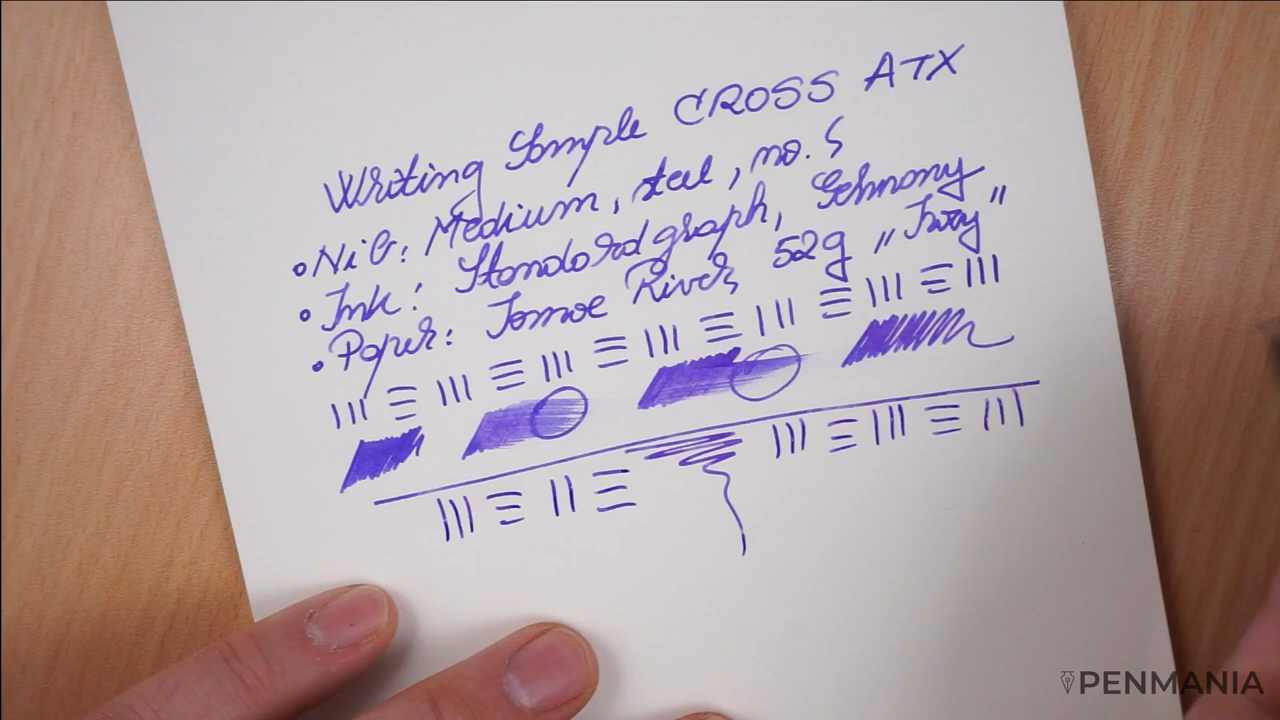 Writing Sample CROSS ATX
• Nib: Medium, steel, no. 5
• Ink: Standardgraph, Germany
• Paper: Tomoe River 52g „Ivory"
PENMANIA